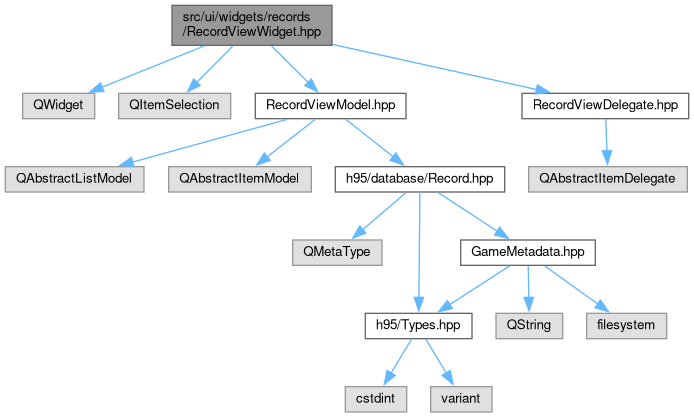 src/ui/widgets/records
/RecordViewWidget.hpp
QWidget
QItemSelection
RecordViewModel.hpp
RecordViewDelegate.hpp
QAbstractListModel
QAbstractItemModel
h95/database/Record.hpp
QAbstractItemDelegate
QMetaType
GameMetadata.hpp
h95/Types.hpp
QString
filesystem
cstdint
variant